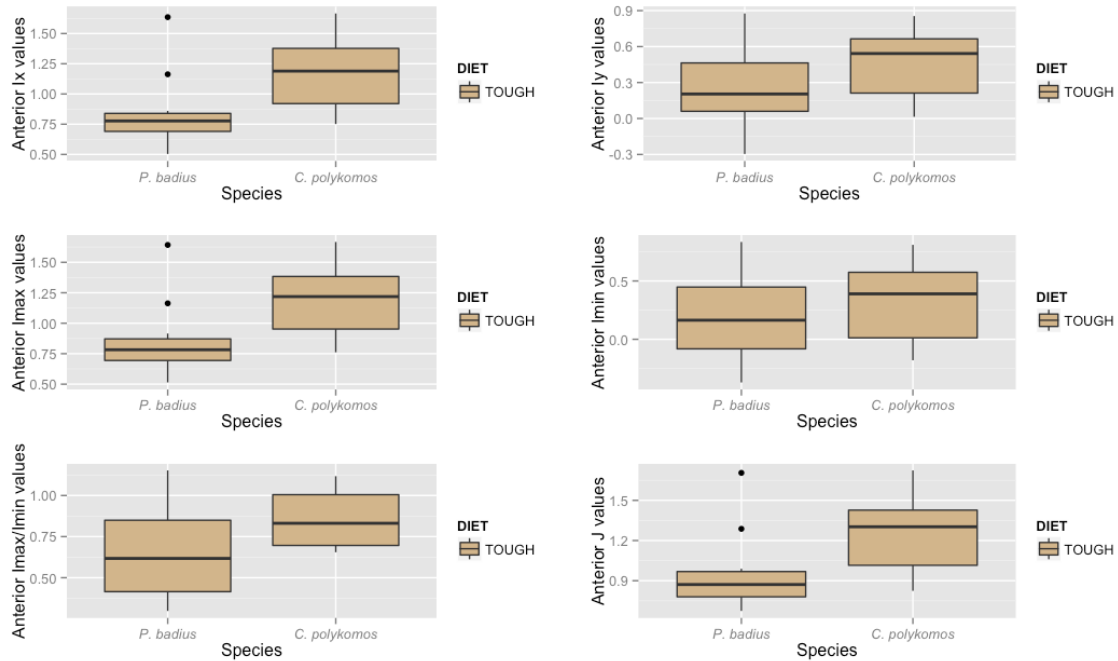 Anterior Ix values
1.50
1.25
1.00
0.75
0.50
P. badius
C. polykomos
Species
DIET
TOUGH
Anterior Iy values
0.9
0.6
0.3
0.0
-0.3
P. badius
C. polykomos
Species
DIET
TOUGH
Anterior Imax values
1.50
1.25
1.00
0.75
0.50
P. badius
C. polykomos
Species
DIET
TOUGH
Anterior Imin values
0.5
0.0
P. badius
C. polykomos
Species
DIET
TOUGH
Anterior Imax/Imin values
1.00
0.75
0.50
P. badius
C. polykomos
Species
DIET
TOUGH
Anterior J values
1.5
1.2
0.9
P. badius
C. polykomos
Species
DIET
TOUGH